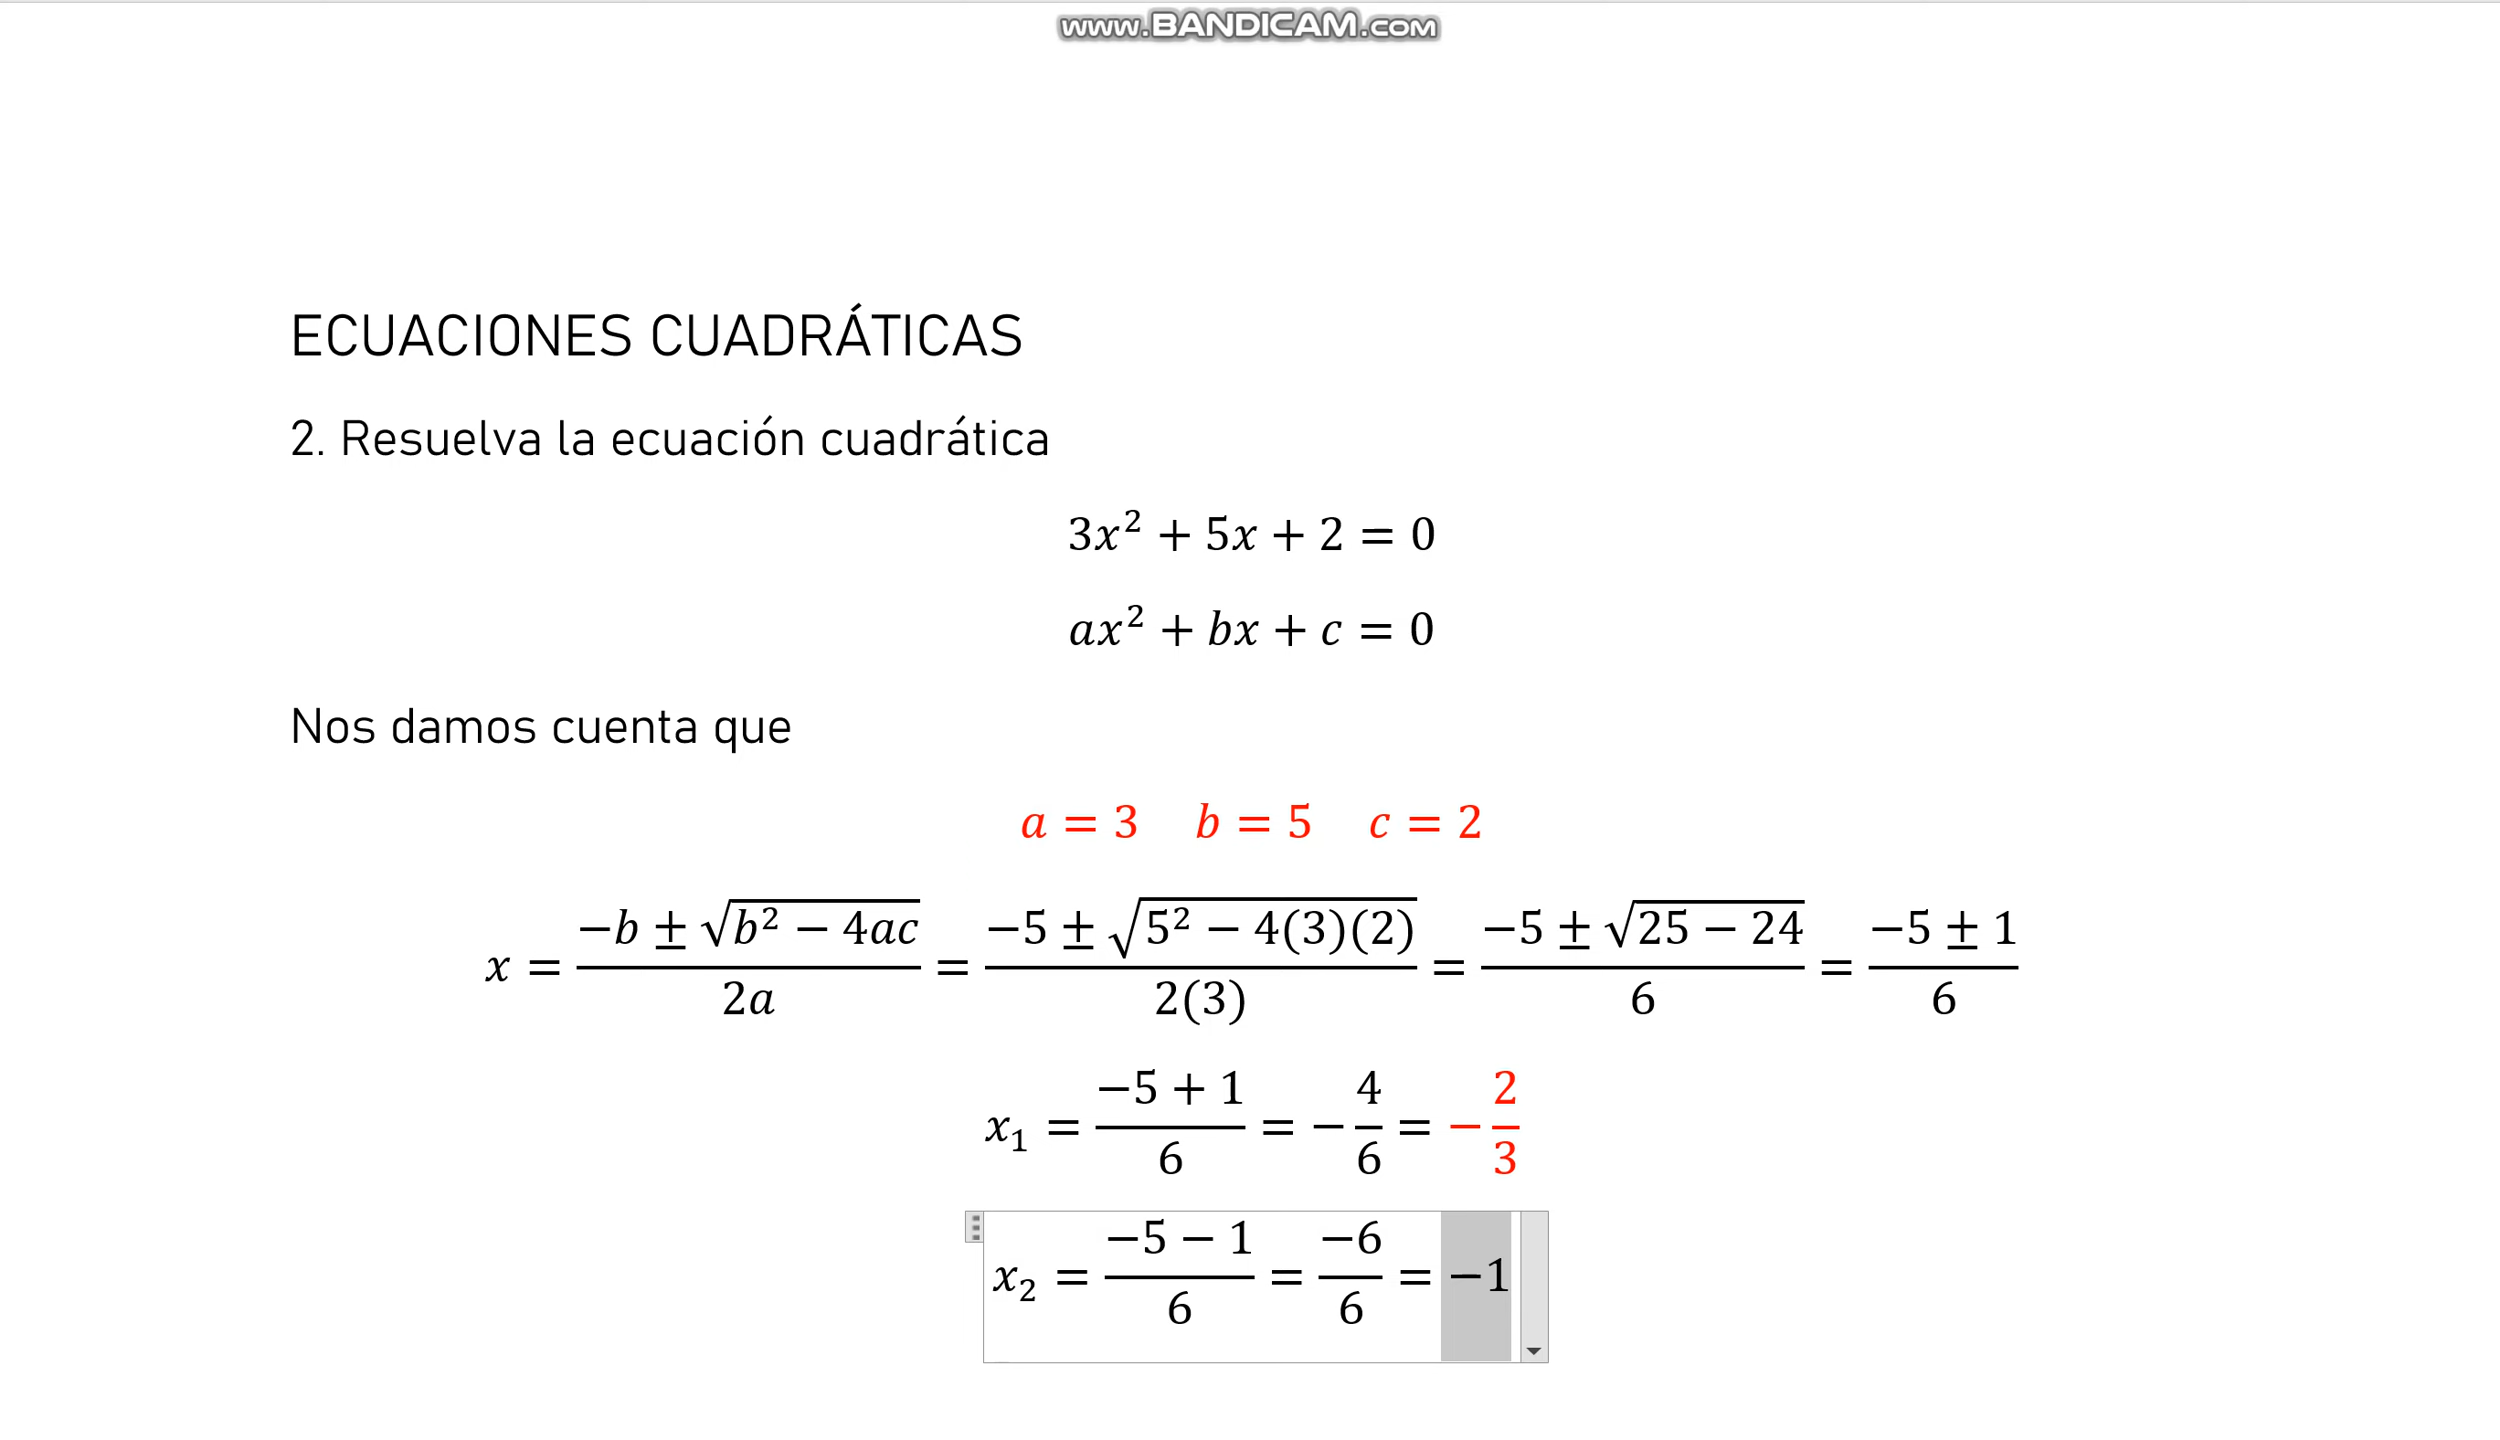 www.BANDICAM.com
ECUACIONES CUADRÁTICAS
2. Resuelva la ecuación cuadrática
3x² + 5x + 2 = 0
ax² + bx + c = 0
Nos damos cuenta que
a = 3 b = 5 c = 2
x = (−b ± √(b² − 4ac))/(2a) = (−5 ± √(5² − 4(3)(2)))/(2(3)) = (−5 ± √(25 − 24))/6 = (−5 ± 1)/6
x₁ = (−5 + 1)/6 = −4/6 = −2/3
x₂ = (−5 − 1)/6 = −6/6 = −1